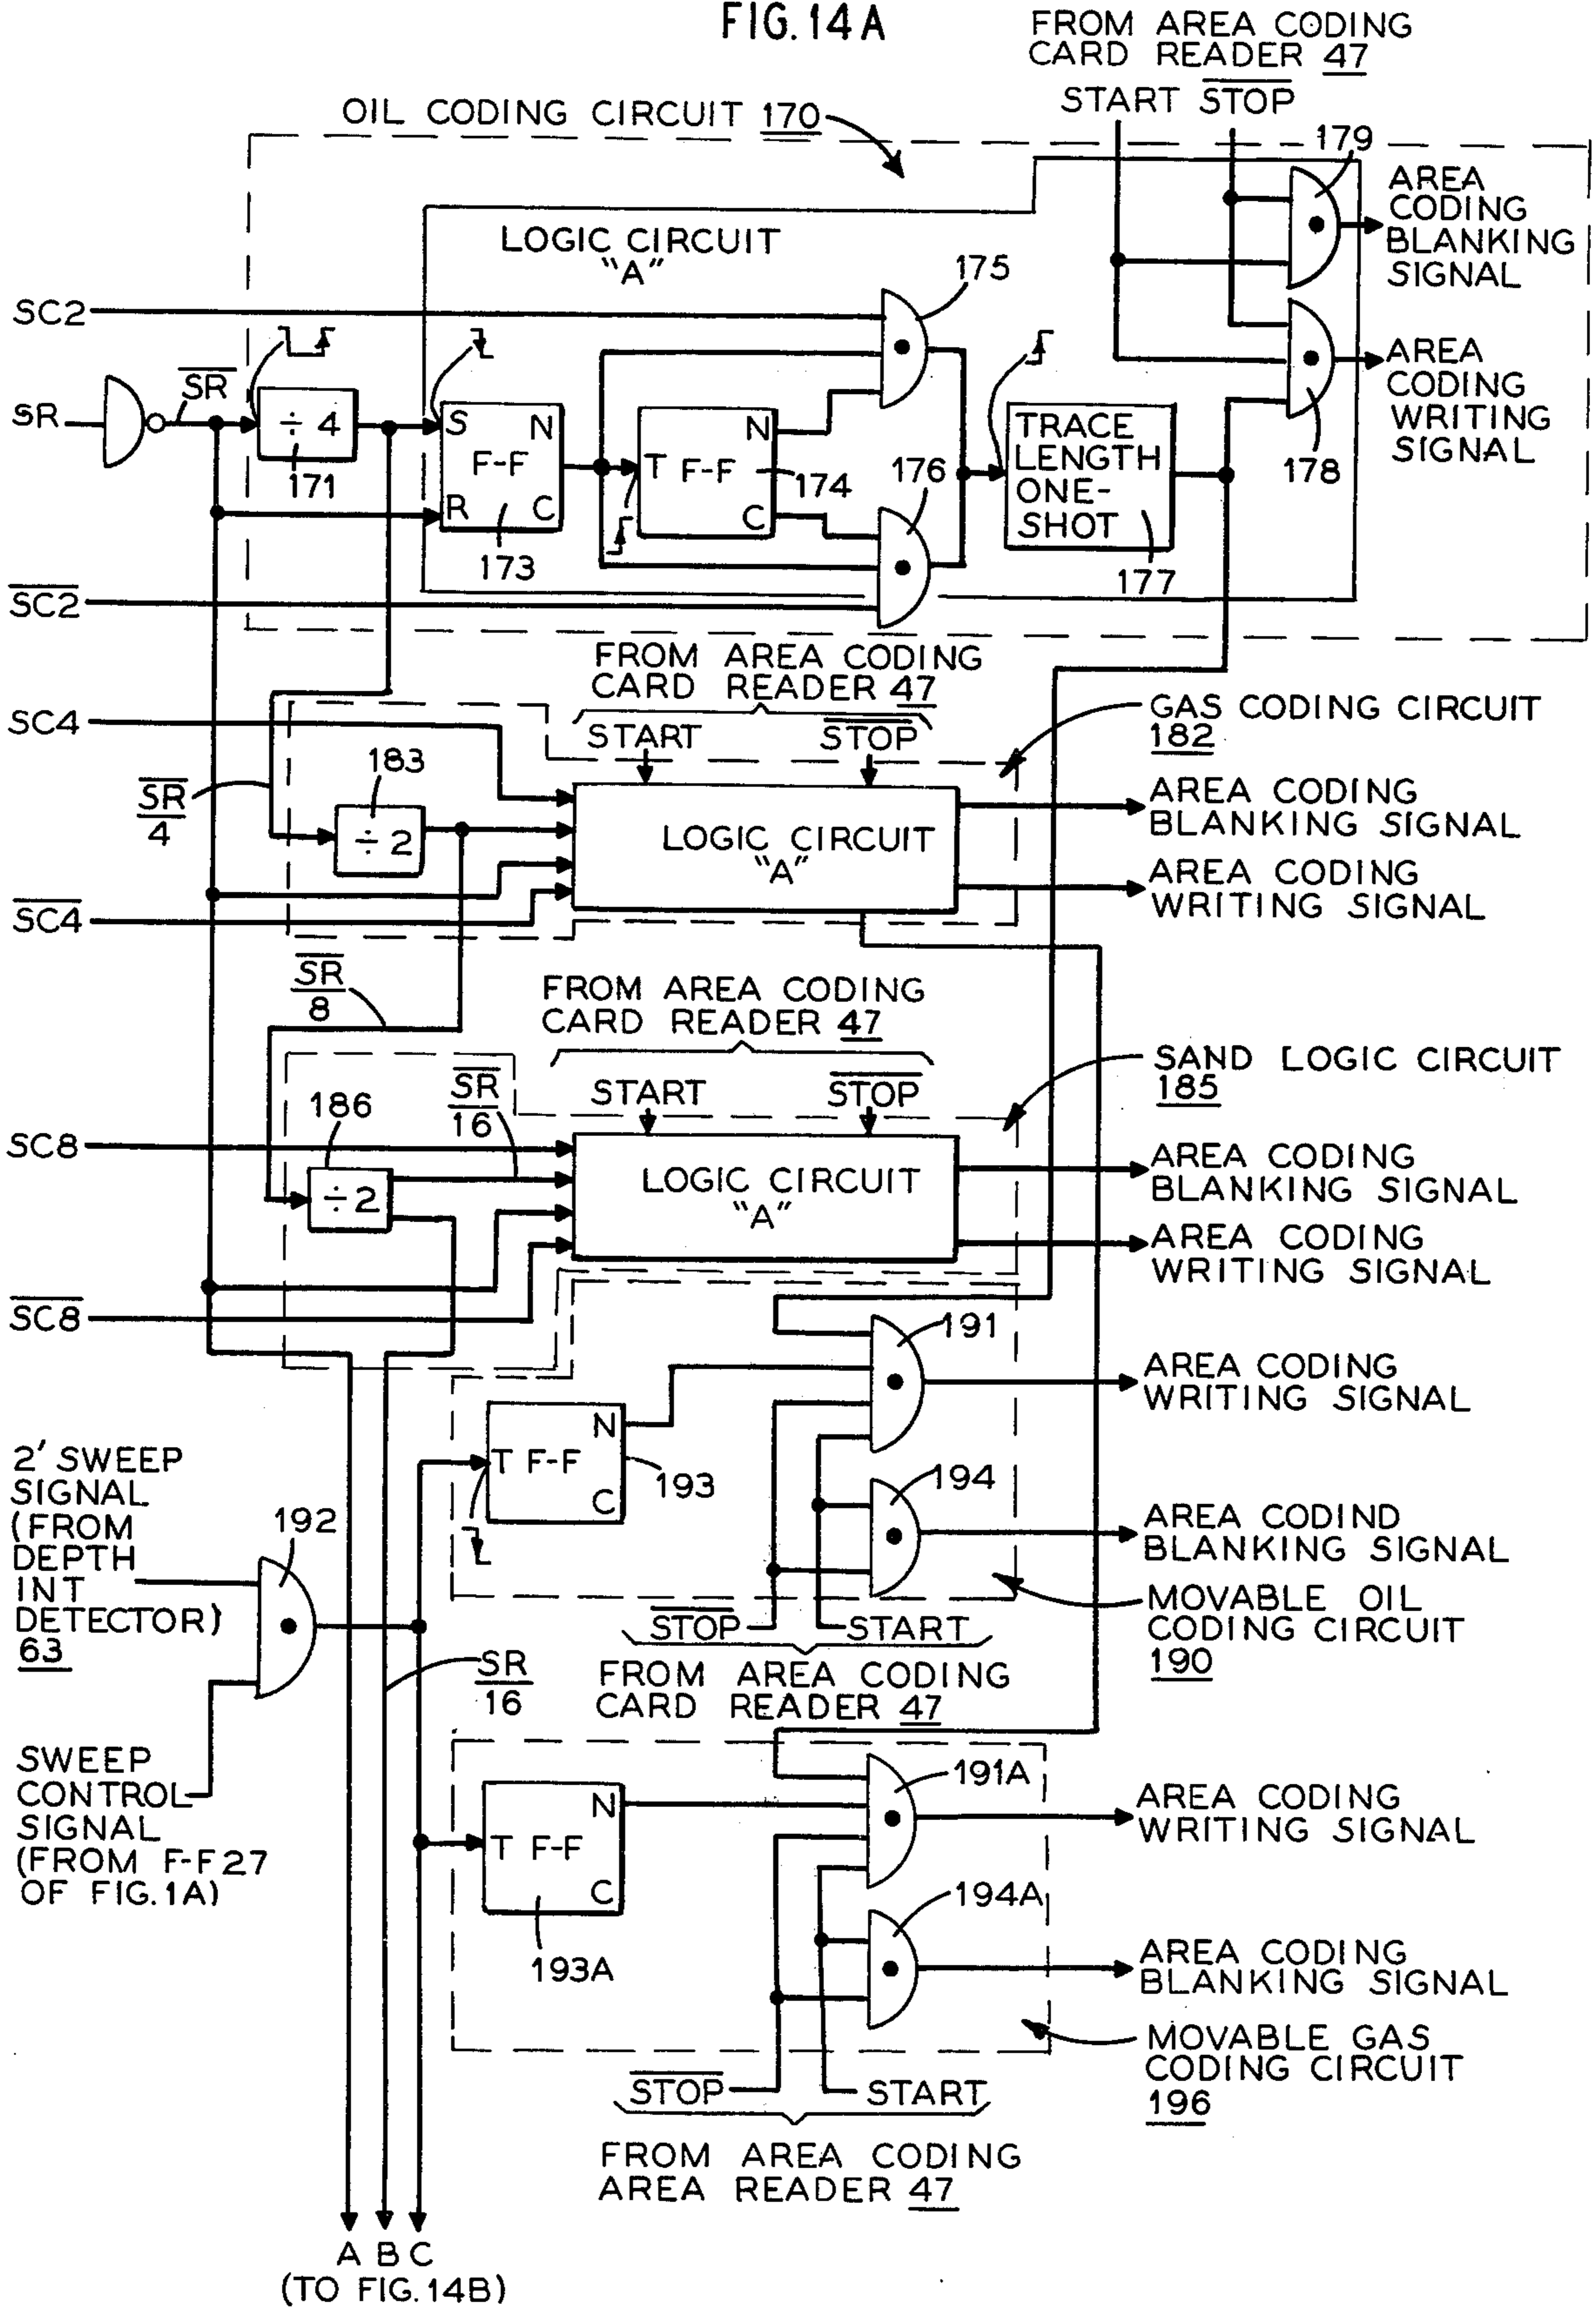 FIG.14A
FROM AREA CODING
CARD READER 47
START STOP
OIL CODING CIRCUIT 170
179
AREA
CODING
BLANKING
SIGNAL
LOGIC CIRCUIT
"A"
175
SC2
SR
SR
÷ 4
171
S N
F-F
R C
173
N
T F-F
C
174
176
TRACE
LENGTH
ONE-
SHOT
177
178
AREA
CODING
WRITING
SIGNAL
SC2
FROM AREA CODING
CARD READER 47
START STOP
SC4
GAS CODING CIRCUIT
182
SR
4
183
÷ 2
LOGIC CIRCUIT
"A"
AREA CODING
BLANKING SIGNAL
AREA CODING
WRITING SIGNAL
SC4
SR
8
FROM AREA CODING
CARD READER 47
START STOP
SAND LOGIC CIRCUIT
185
186
SR
16
SC8
÷2
LOGIC CIRCUIT
"A"
AREA CODING
BLANKING SIGNAL
AREA CODING
WRITING SIGNAL
SC8
191
AREA CODING
WRITING SIGNAL
N
T F-F
C
193
194
AREA CODIND
BLANKING SIGNAL
2' SWEEP
SIGNAL
(FROM
DEPTH
INT
DETECTOR)
63
192
STOP START
MOVABLE OIL
CODING CIRCUIT
190
FROM AREA CODING
CARD READER 47
SR
16
SWEEP
CONTROL
SIGNAL
(FROM F-F27
OF FIG.1A)
N
T F-F
C
193A
191A
AREA CODING
WRITING SIGNAL
194A
AREA CODING
BLANKING SIGNAL
MOVABLE GAS
CODING CIRCUIT
196
STOP START
FROM AREA CODING
AREA READER 47
A B C
(TO FIG.14B)